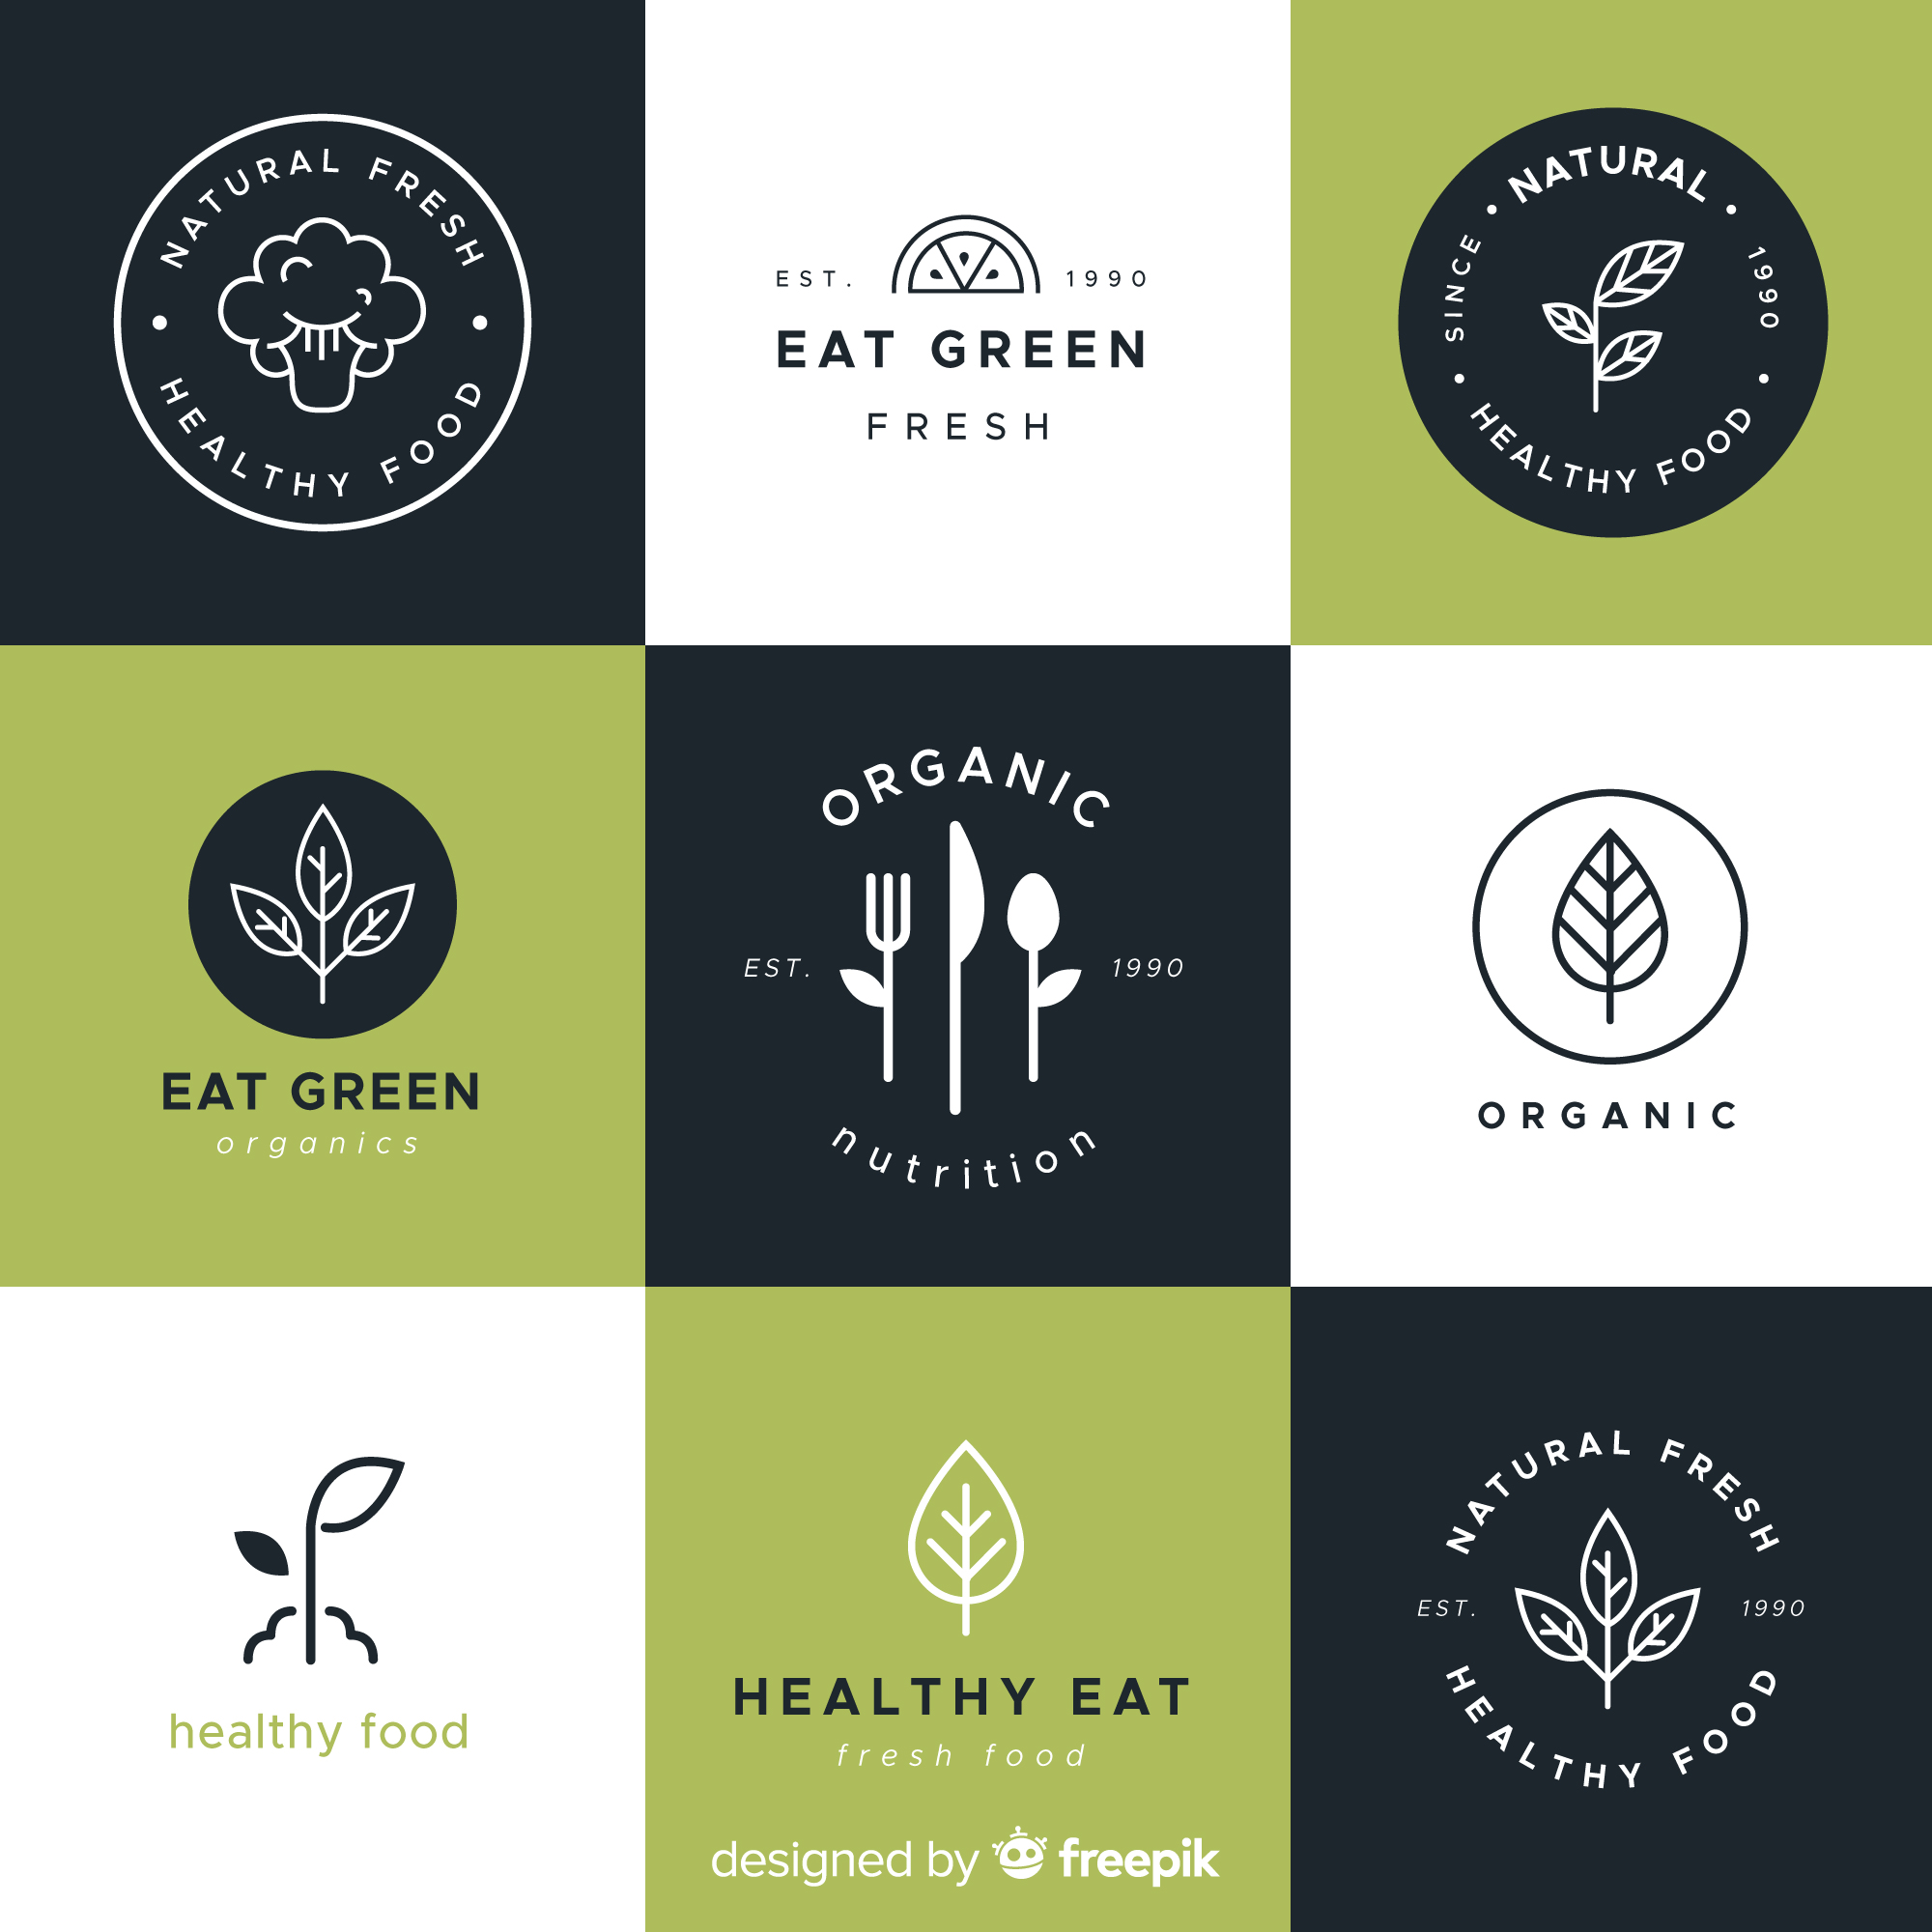 NATURAL FRESH
HEALTHY FOOD
EST. 1990
EAT GREEN
FRESH
• NATURAL •
SINCE 1990
• HEALTHY FOOD •
EAT GREEN
organics
ORGANIC
EST. 1990
nutrition
ORGANIC
healthy food
HEALTHY EAT
fresh food
NATURAL FRESH
EST. 1990
HEALTHY FOOD
designed by freepik